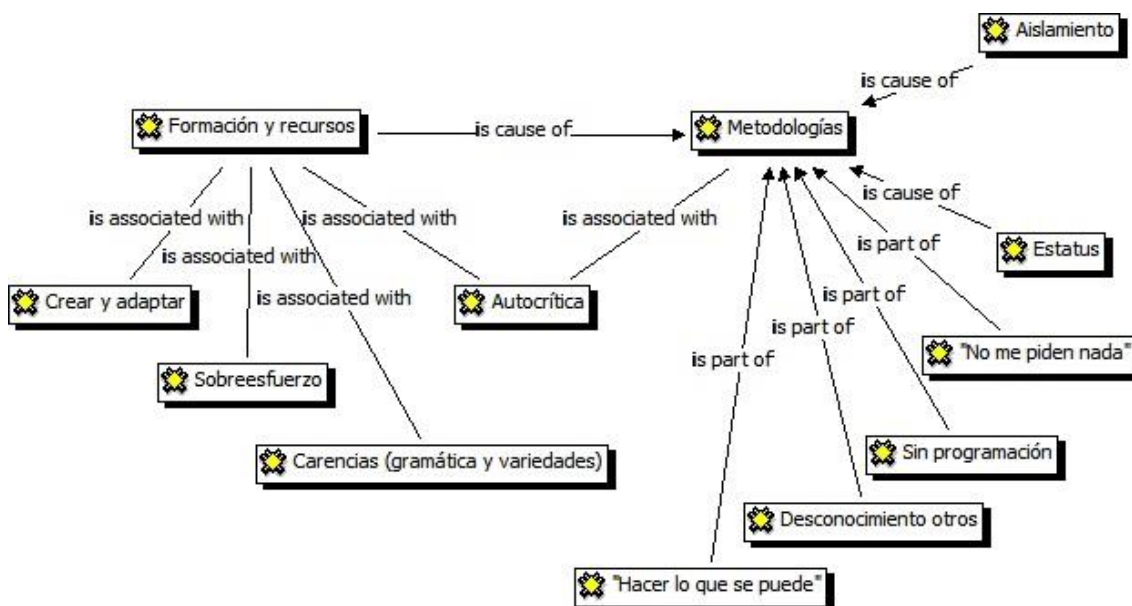 Aislamiento
is cause of
Formación y recursos
is cause of
Metodologías
is cause of
is associated with
is associated with
is associated with
is associated with
is associated with
is part of
Estatus
Crear y adaptar
Autocrítica
is part of
is part of
is part of
"No me piden nada"
Sobreesfuerzo
Sin programación
Carencias (gramática y variedades)
Desconocimiento otros
"Hacer lo que se puede"